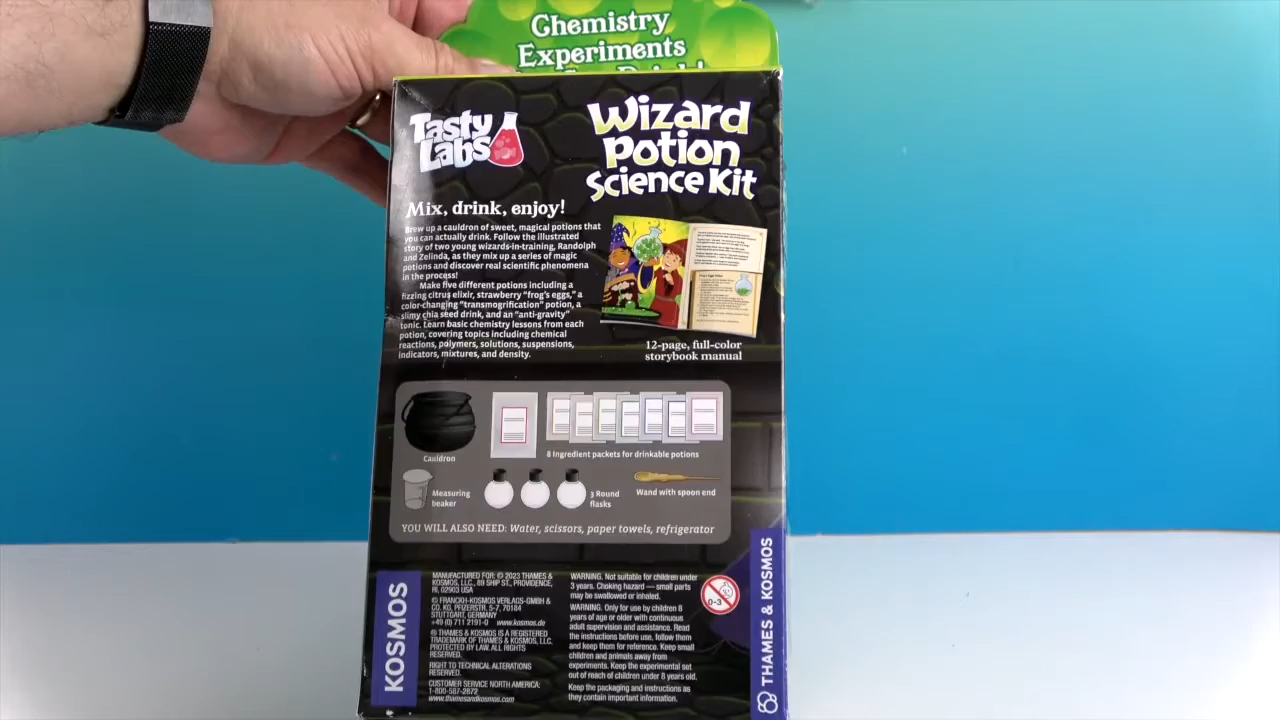 Chemistry
Experiments
Tasty
Labs
Wizard
Potion
Science Kit
Mix, drink, enjoy!
Brew up a cauldron of sweet, magical potions that
you can actually drink. Follow the illustrated
story of two young wizards-in-training, Randolph
and Zelinda, as they mix up a series of magic
potions and discover real scientific phenomena
in the process!
Make five different potions including a
fizzing citrus elixir, strawberry "frog's eggs," a
color-changing "transmogrification" potion, a
slimy chia seed drink, and an "anti-gravity"
tonic. Learn basic chemistry lessons from each
potion, covering topics including chemical
reactions, polymers, solutions, suspensions,
indicators, mixtures, and density.
12-page, full-color
storybook manual
Cauldron
8 Ingredient packets for drinkable potions
Measuring
beaker
3 Round
flasks
Wand with spoon end
YOU WILL ALSO NEED: Water, scissors, paper towels, refrigerator
KOSMOS
MANUFACTURED FOR: © 2023 THAMES &
KOSMOS, LLC., 89 SHIP ST., PROVIDENCE,
RI, 02903 USA
© FRANCKH-KOSMOS VERLAGS-GMBH &
CO. KG, PFIZERSTR. 5-7, 70184
STUTTGART, GERMANY
+49 (0) 711 2191-0 www.kosmos.de
® THAMES & KOSMOS IS A REGISTERED
TRADEMARK OF THAMES & KOSMOS, LLC.
PROTECTED BY LAW. ALL RIGHTS
RESERVED.
RIGHT TO TECHNICAL ALTERATIONS
RESERVED.
CUSTOMER SERVICE NORTH AMERICA:
1-800-587-2872
www.thamesandkosmos.com
WARNING. Not suitable for children under
3 years. Choking hazard — small parts
may be swallowed or inhaled.
WARNING. Only for use by children 8
years of age or older with continuous
adult supervision and assistance. Read
the instructions before use, follow them
and keep them for reference. Keep small
children and animals away from
experiments. Keep the experimental set
out of reach of children under 8 years old.
Keep the packaging and instructions as
they contain important information.
0-3
THAMES & KOSMOS